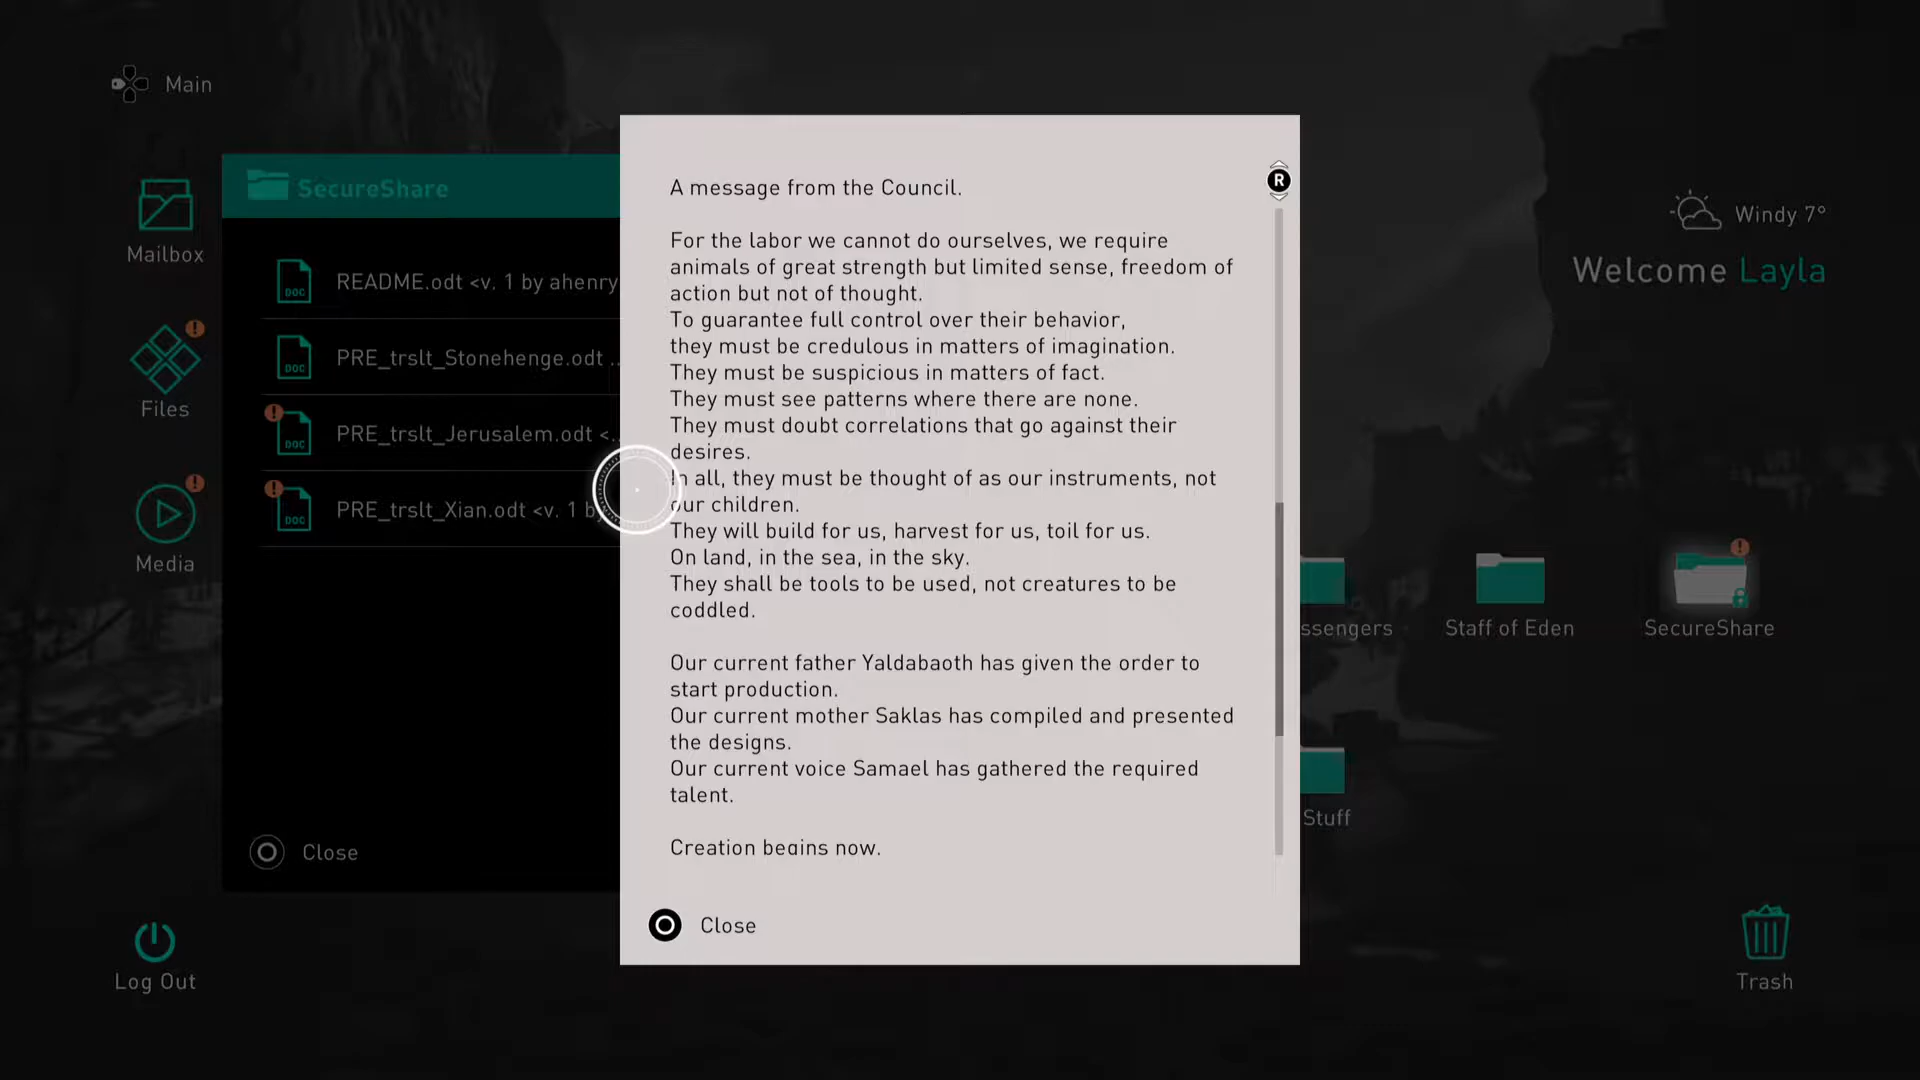 Main
SecureShare
Mailbox
Files
Media
README.odt <v. 1 by ahenry
PRE_trslt_Stonehenge.odt ..
PRE_trslt_Jerusalem.odt <..
PRE_trslt_Xian.odt <v. 1 b
Close
Log Out
A message from the Council.
R
For the labor we cannot do ourselves, we require
animals of great strength but limited sense, freedom of
action but not of thought.
To guarantee full control over their behavior,
they must be credulous in matters of imagination.
They must be suspicious in matters of fact.
They must see patterns where there are none.
They must doubt correlations that go against their
desires.
In all, they must be thought of as our instruments, not
our children.
They will build for us, harvest for us, toil for us.
On land, in the sea, in the sky.
They shall be tools to be used, not creatures to be
coddled.
Our current father Yaldabaoth has given the order to
start production.
Our current mother Saklas has compiled and presented
the designs.
Our current voice Samael has gathered the required
talent.
Creation begins now.
Close
Windy 7°
Welcome Layla
ssengers
Staff of Eden
SecureShare
Stuff
Trash
DOC
DOC
DOC
DOC